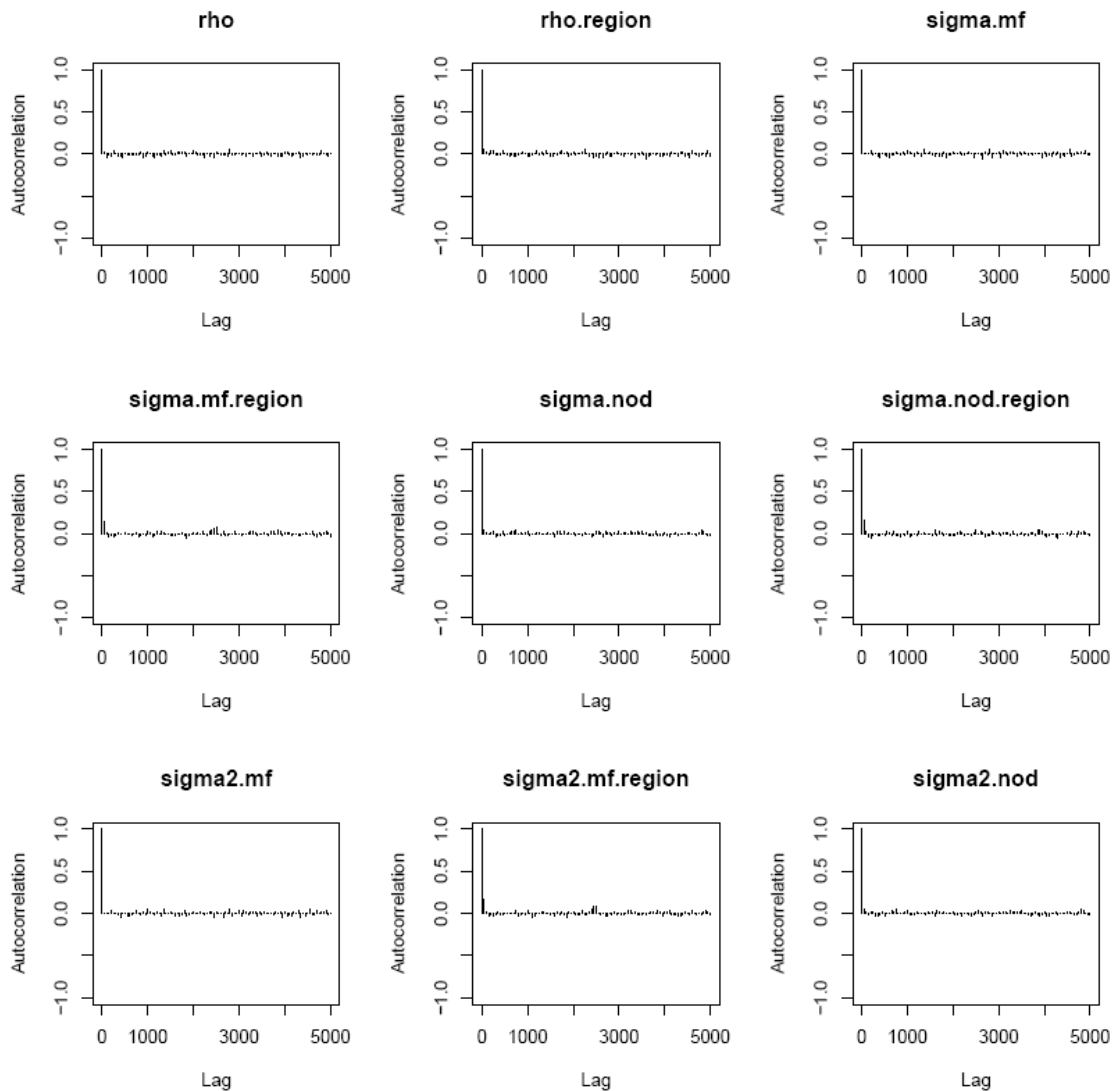 rho rho.region sigma.mf
Autocorrelation Autocorrelation Autocorrelation
1.0 1.0 1.0
0.5 0.5 0.5
0.0 0.0 0.0
−1.0 −1.0 −1.0
0 1000 3000 5000 0 1000 3000 5000 0 1000 3000 5000
Lag Lag Lag
sigma.mf.region sigma.nod sigma.nod.region
Autocorrelation Autocorrelation Autocorrelation
1.0 1.0 1.0
0.5 0.5 0.5
0.0 0.0 0.0
−1.0 −1.0 −1.0
0 1000 3000 5000 0 1000 3000 5000 0 1000 3000 5000
Lag Lag Lag
sigma2.mf sigma2.mf.region sigma2.nod
Autocorrelation Autocorrelation Autocorrelation
1.0 1.0 1.0
0.5 0.5 0.5
0.0 0.0 0.0
−1.0 −1.0 −1.0
0 1000 3000 5000 0 1000 3000 5000 0 1000 3000 5000
Lag Lag Lag